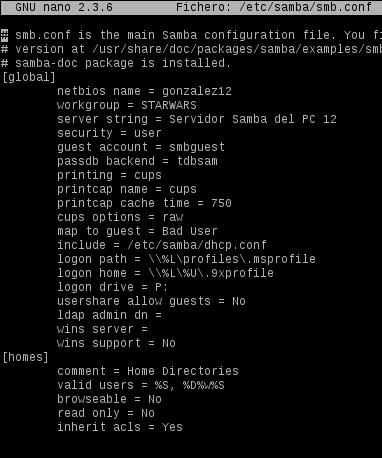 GNU nano 2.3.6 Fichero: /etc/samba/smb.conf
# smb.conf is the main Samba configuration file. You fi
# version at /usr/share/doc/packages/samba/examples/smb
# samba-doc package is installed.
[global]
netbios name = gonzalez12
workgroup = STARWARS
server string = Servidor Samba del PC 12
security = user
guest account = smbguest
passdb backend = tdbsam
printing = cups
printcap name = cups
printcap cache time = 750
cups options = raw
map to guest = Bad User
include = /etc/samba/dhcp.conf
logon path = \\%L\profiles\.msprofile
logon home = \\%L\%U\.9xprofile
logon drive = P:
usershare allow guests = No
ldap admin dn =
wins server =
wins support = No
[homes]
comment = Home Directories
valid users = %S, %D%w%S
browseable = No
read only = No
inherit acls = Yes